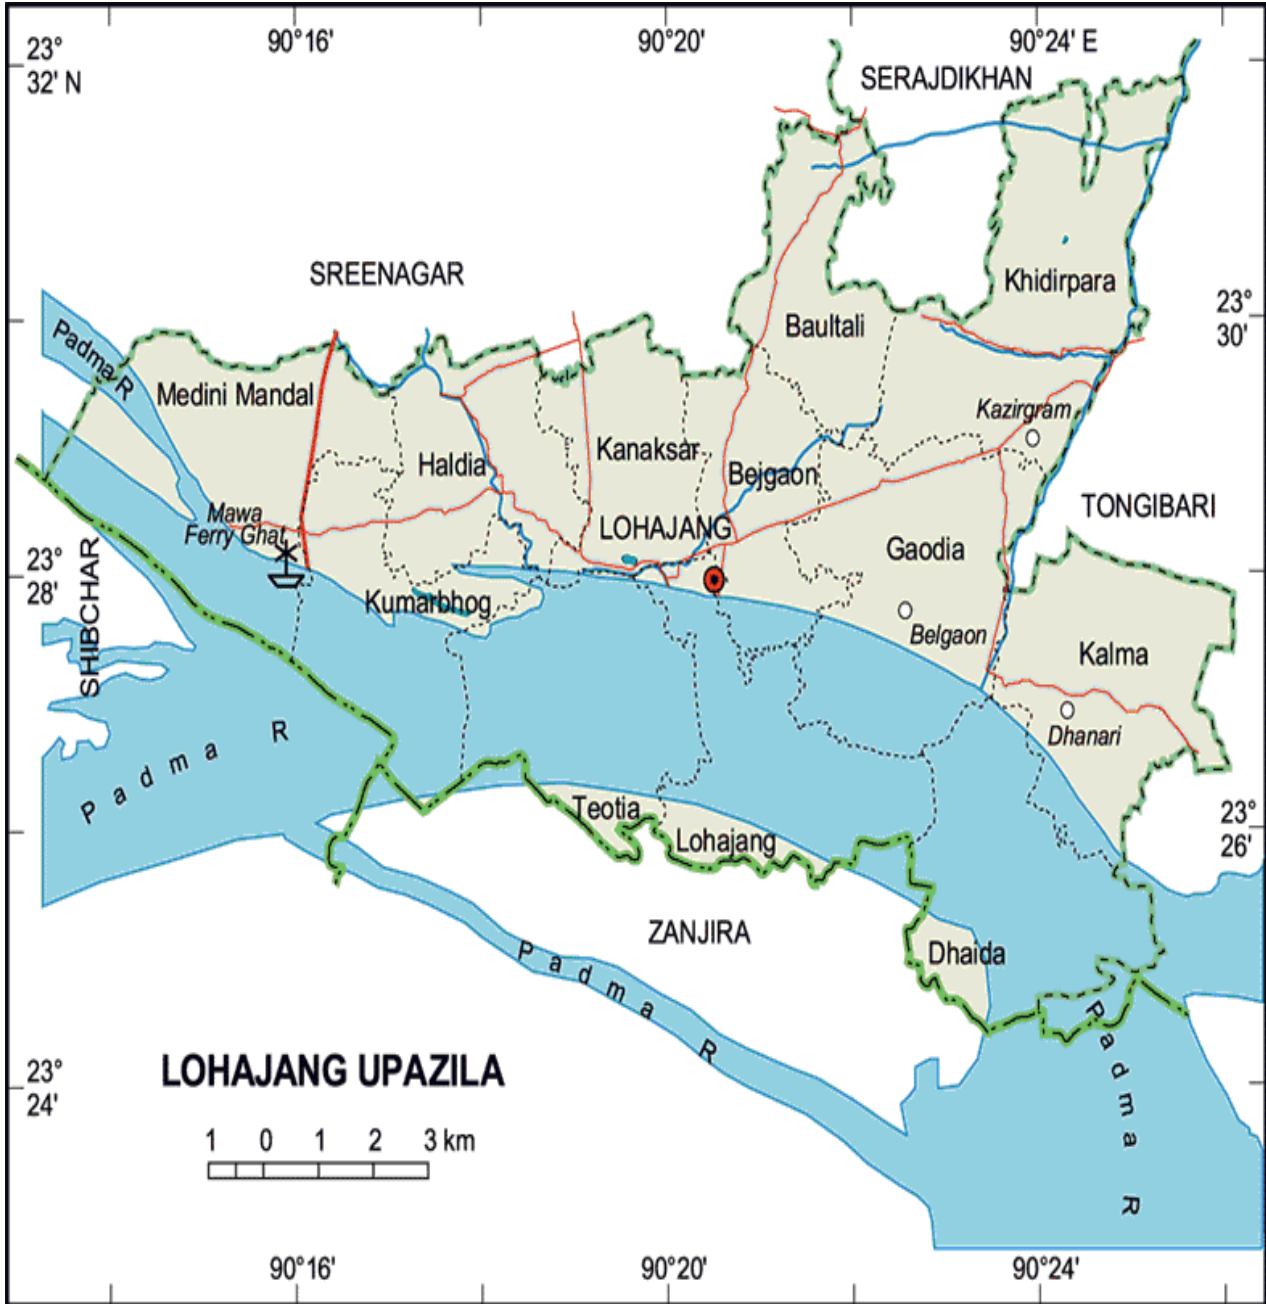 90°16'
90°20'
90°24' E
23°
32' N
SERAJDIKHAN
SREENAGAR
Khidirpara
23°
30'
Baultali
Padma R
Medini Mandal
Kazirgram
Kanaksar
Haldia
Bejgaon
TONGIBARI
Mawa
Ferry Ghat
LOHAJANG
Gaodia
23°
28'
SHIBCHAR
Kumarbhog
Belgaon
Kalma
Dhanari
Padma R
Teotia
Lohajang
23°
26'
ZANJIRA
Dhaida
Padma R
Padma R
LOHAJANG UPAZILA
23°
24'
1 0 1 2 3 km
90°16'
90°20'
90°24'